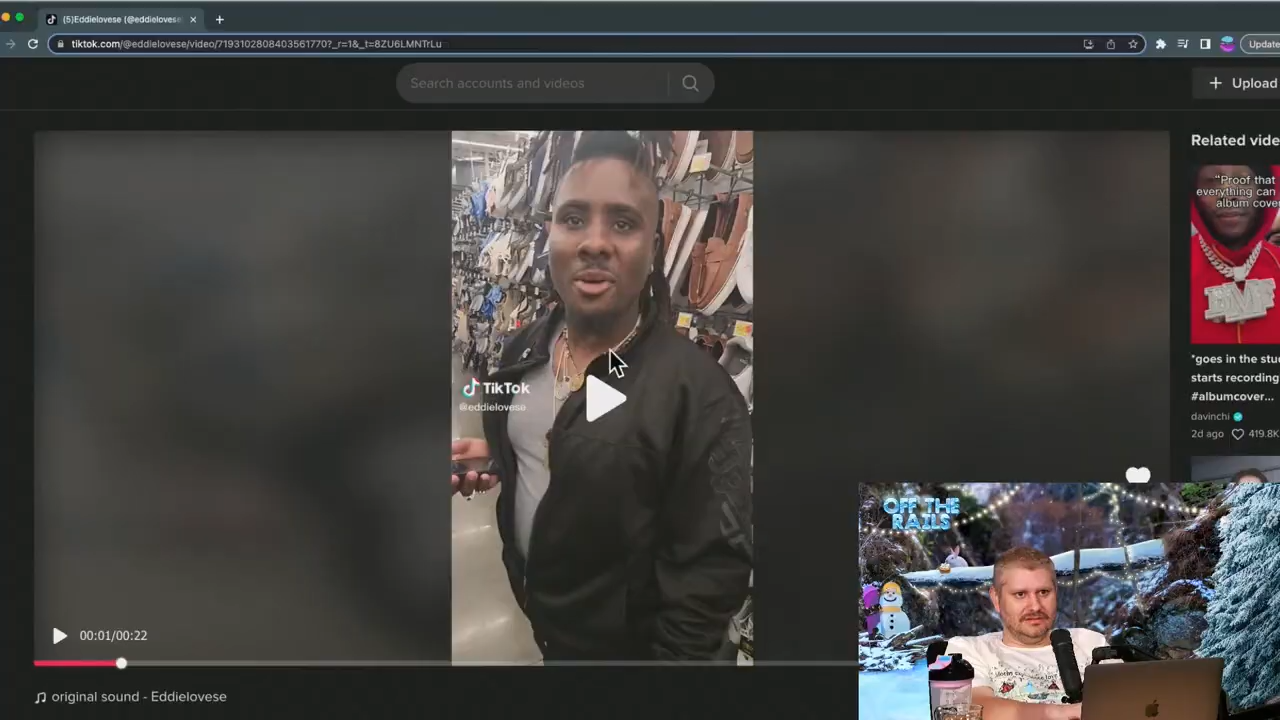 (5)Eddielovese (@eddielovese
tiktok.com/@eddielovese/video/7193102808403561770?_r=1&_t=8ZU6LMNTrLu
Update
Search accounts and videos
Upload
Related vide
"Proof that
everything can
album cove
TikTok
@eddielovese
*goes in the stu
starts recording
#albumcover...
davinchi
2d ago
419.8K
OFF THE
RAILS
00:01/00:22
original sound - Eddielovese